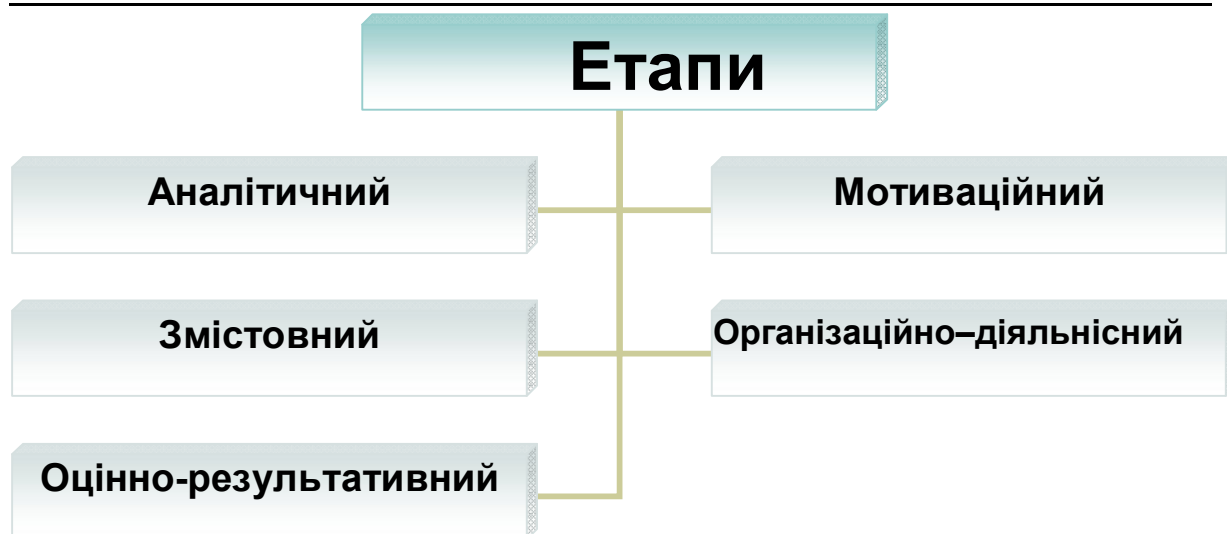 Етапи
Аналітичний
Мотиваційний
Змістовний
Організаційно–діяльнісний
Оцінно-результативний